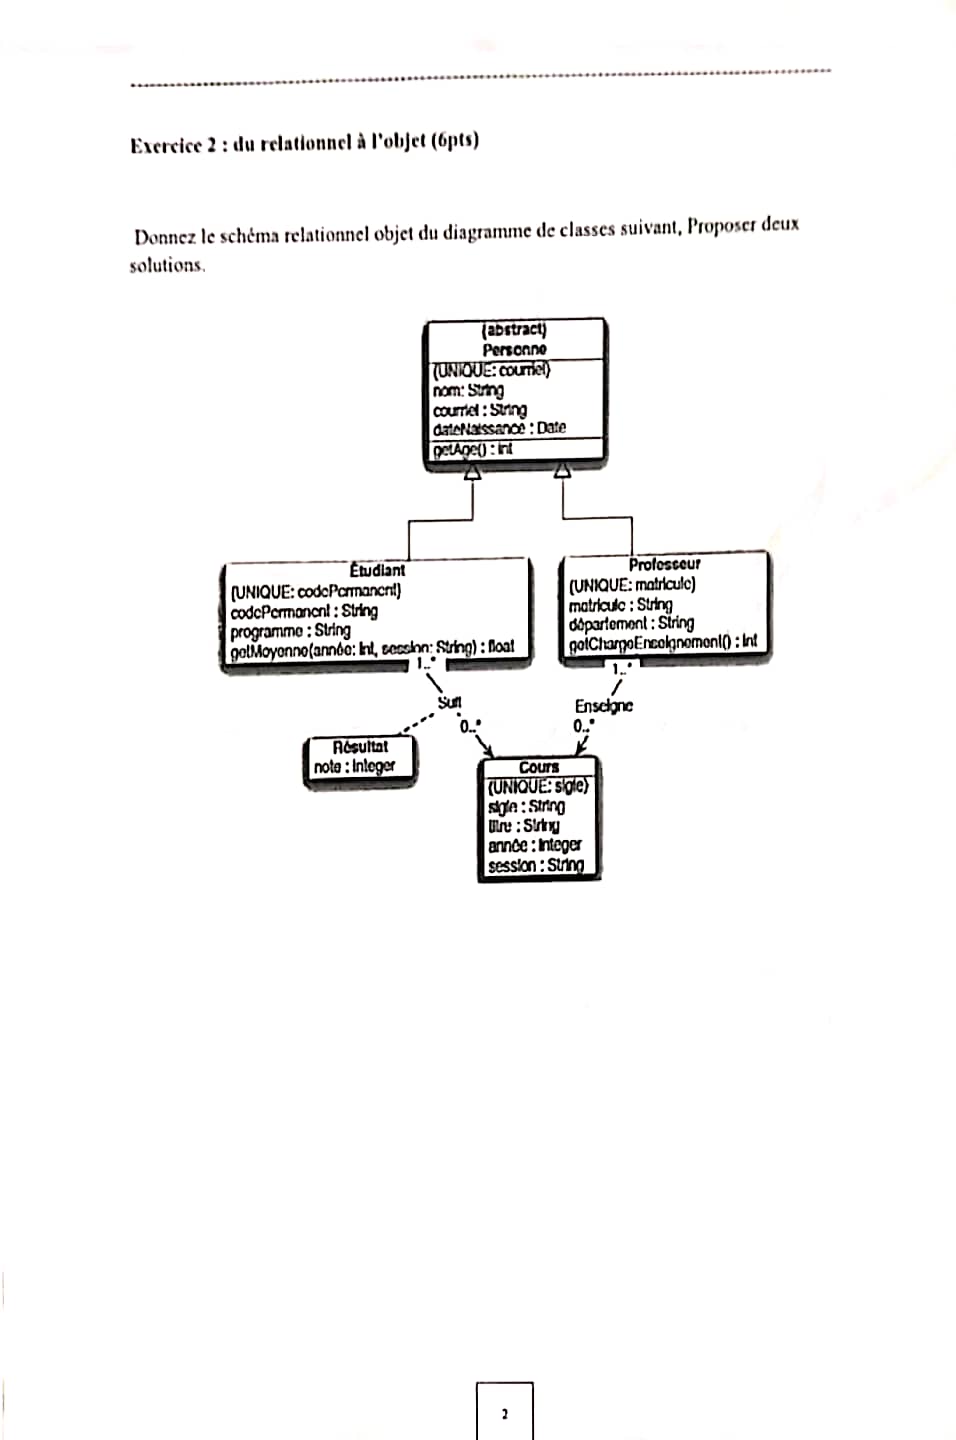 Exercice 2 : du relationnel à l'objet (6pts)
Donnez le schéma relationnel objet du diagramme de classes suivant, Proposer deux
solutions.
{abstract}
Personne
{UNIQUE: courriel}
nom: String
courriel : String
dateNaissance : Date
getAge() : int
Étudiant
{UNIQUE: codePermanent}
codePermanent : String
programme : String
getMoyenne(année: Int, session: String) : float
Professeur
{UNIQUE: matricule}
matricule : String
département : String
getChargeEnseignement() : Int
1..*
1..*
Suit
Enseigne
0..*
0..*
Résultat
note : Integer
Cours
{UNIQUE: sigle}
sigle : String
titre : String
année : Integer
session : String
2